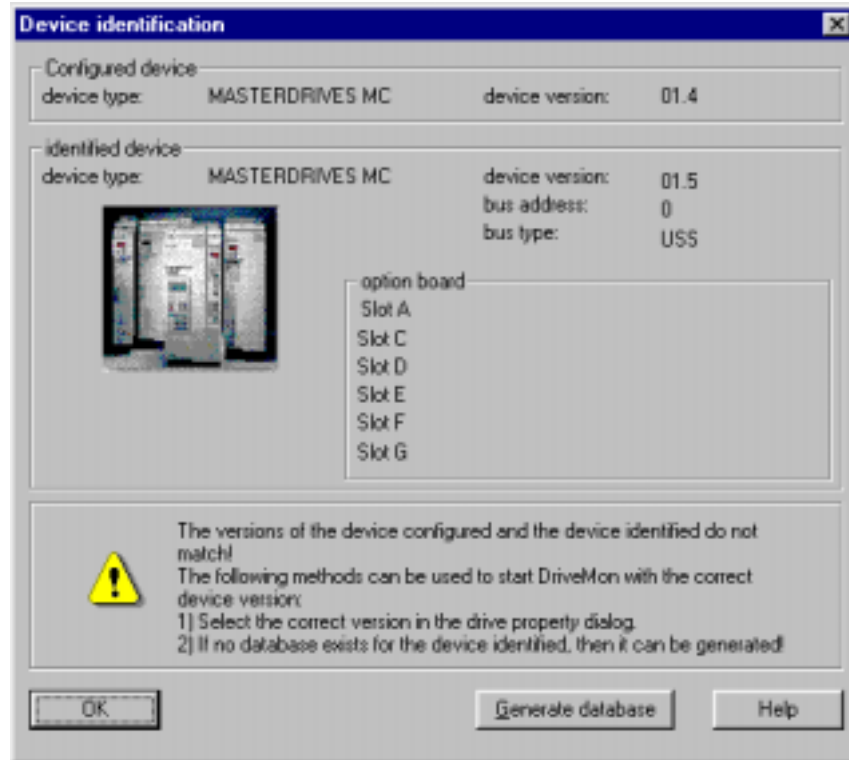 Device identification
Configured device
device type: MASTERDRIVES MC device version: 01.4
identified device
device type: MASTERDRIVES MC device version: 01.5
bus address: 0
bus type: USS
option board
Slot A
Slot C
Slot D
Slot E
Slot F
Slot G
The versions of the device configured and the device identified do not
match!
The following methods can be used to start DriveMon with the correct
device version:
1) Select the correct version in the drive property dialog.
2) If no database exists for the device identified, then it can be generated!
OK Generate database Help